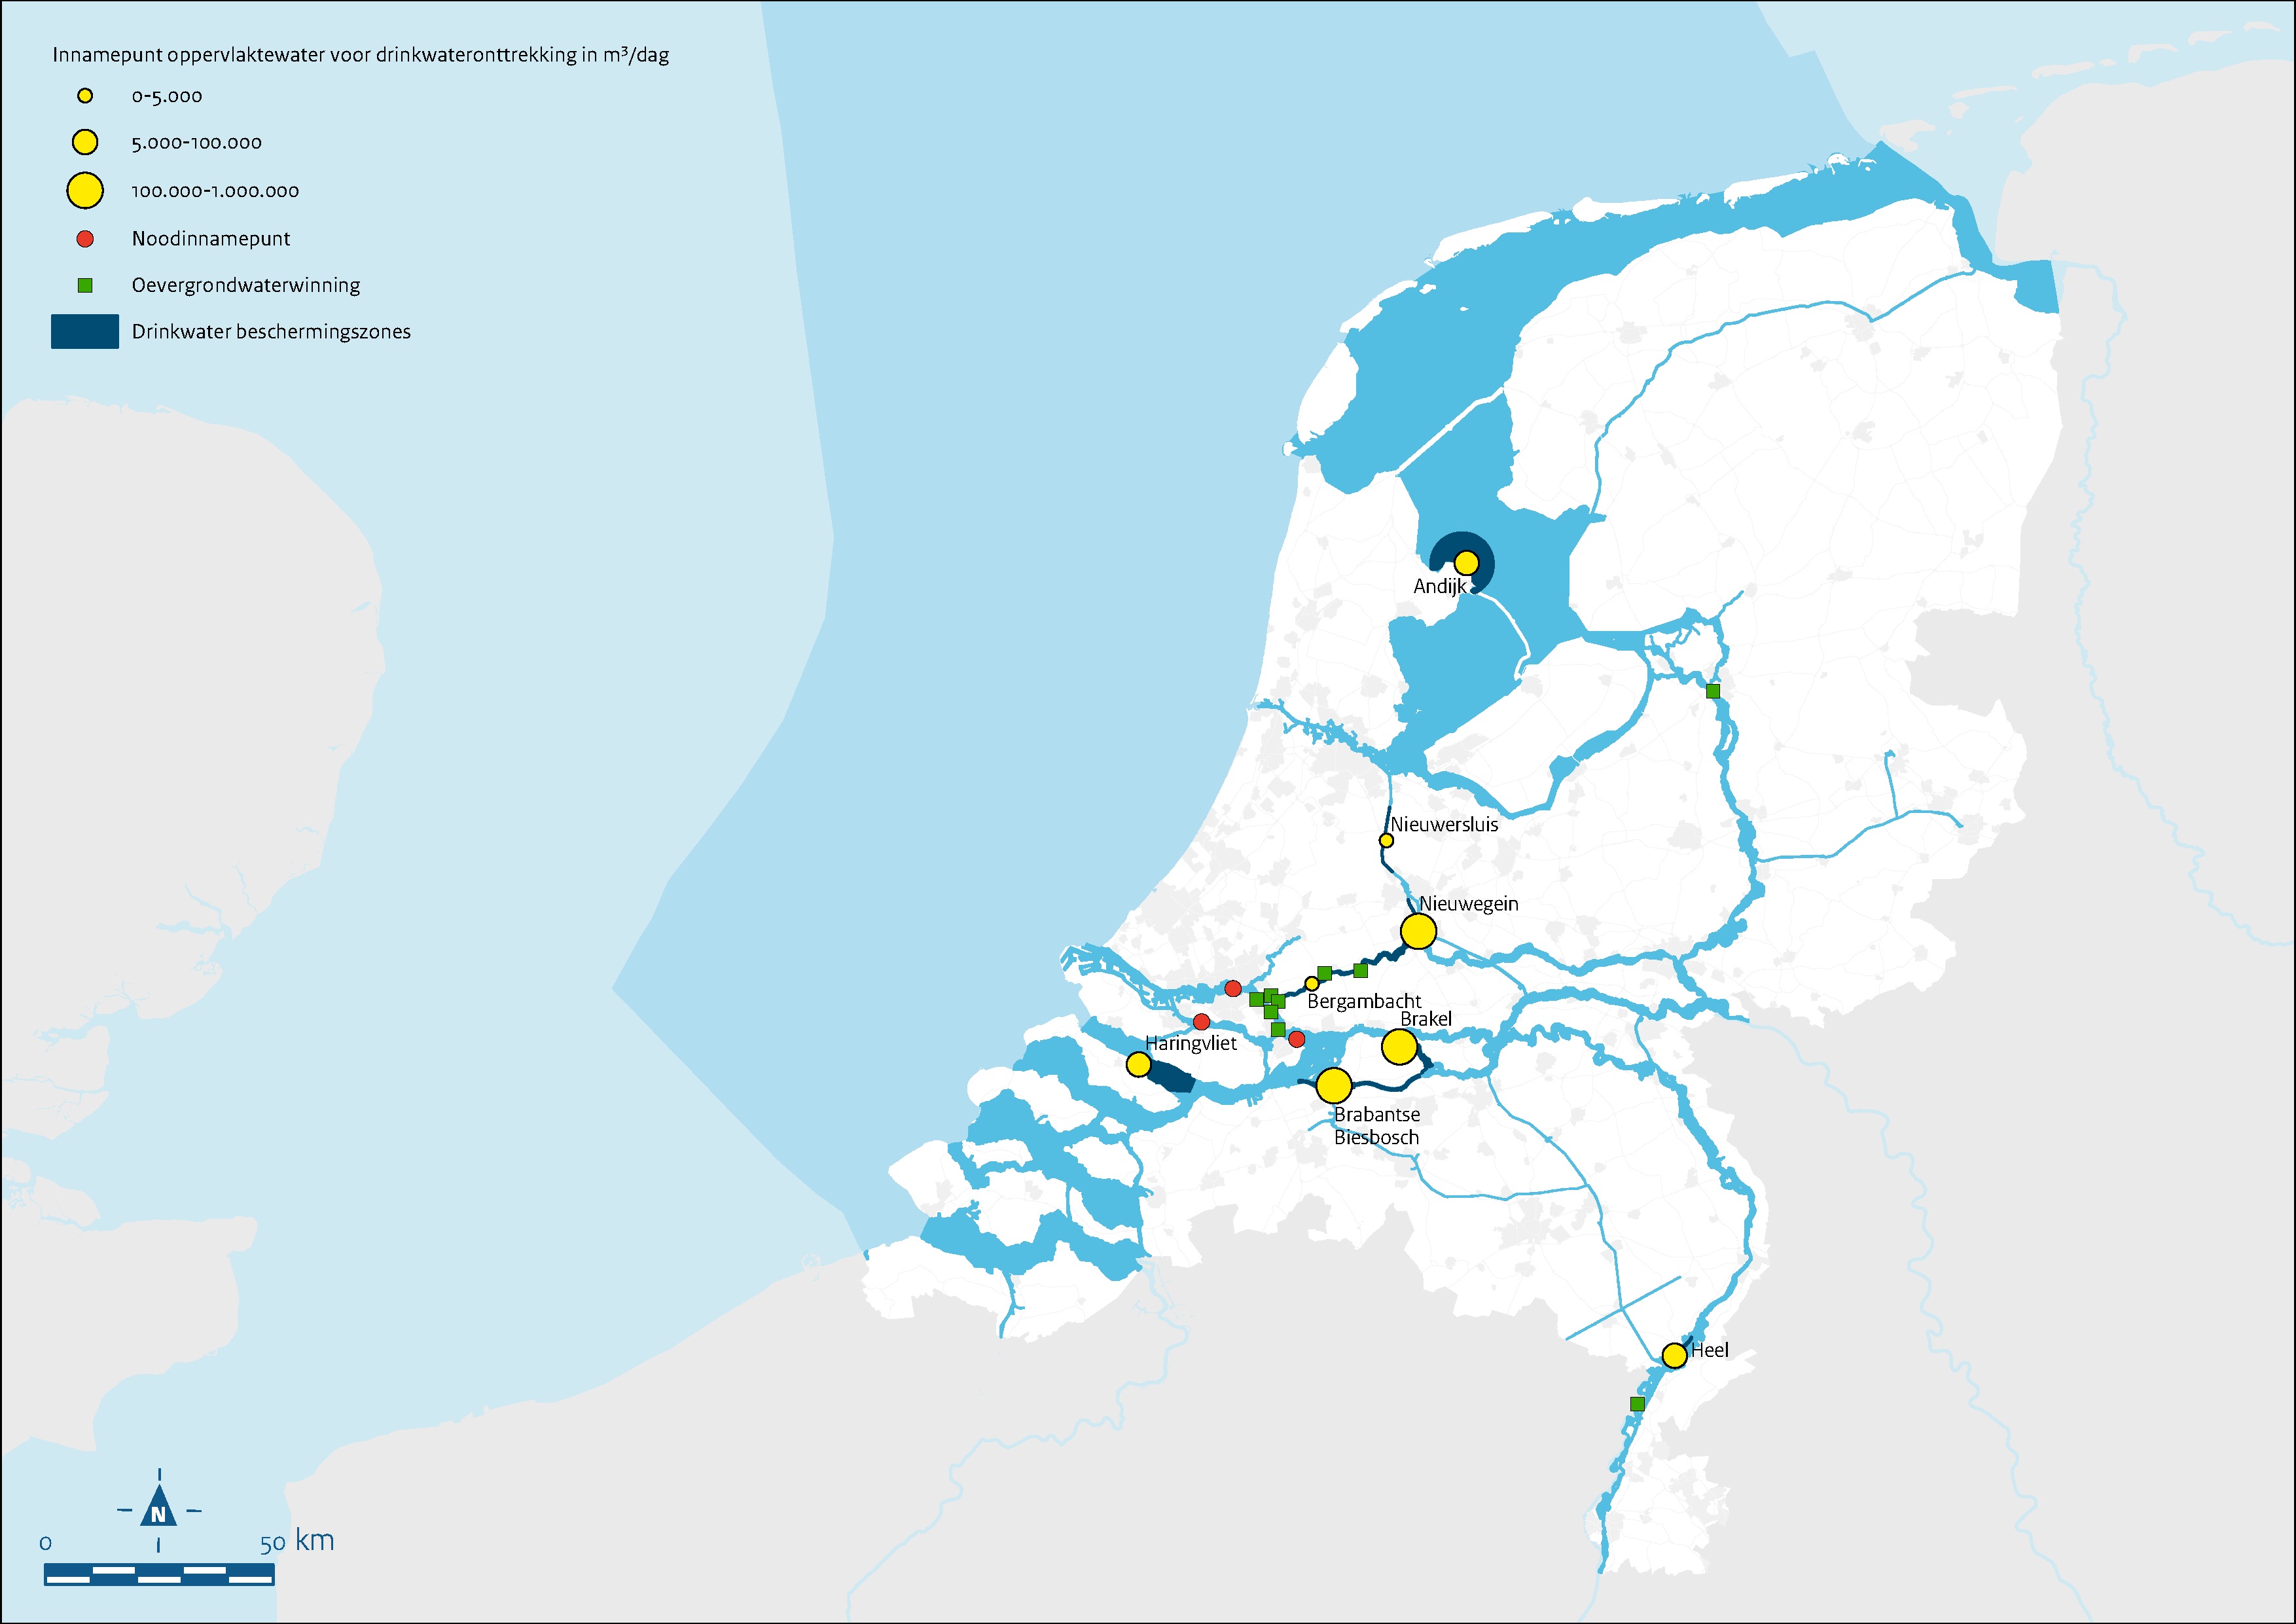 Innamepunt oppervlaktewater voor drinkwateronttrekking in m³/dag
0-5.000
5.000-100.000
100.000-1.000.000
Noodinnamepunt
Oevergrondwaterwinning
Drinkwater beschermingszones
Andijk
Nieuwersluis
Nieuwegein
Bergambacht
Brakel
Haringvliet
Brabantse
Biesbosch
Heel
N
0 50 km